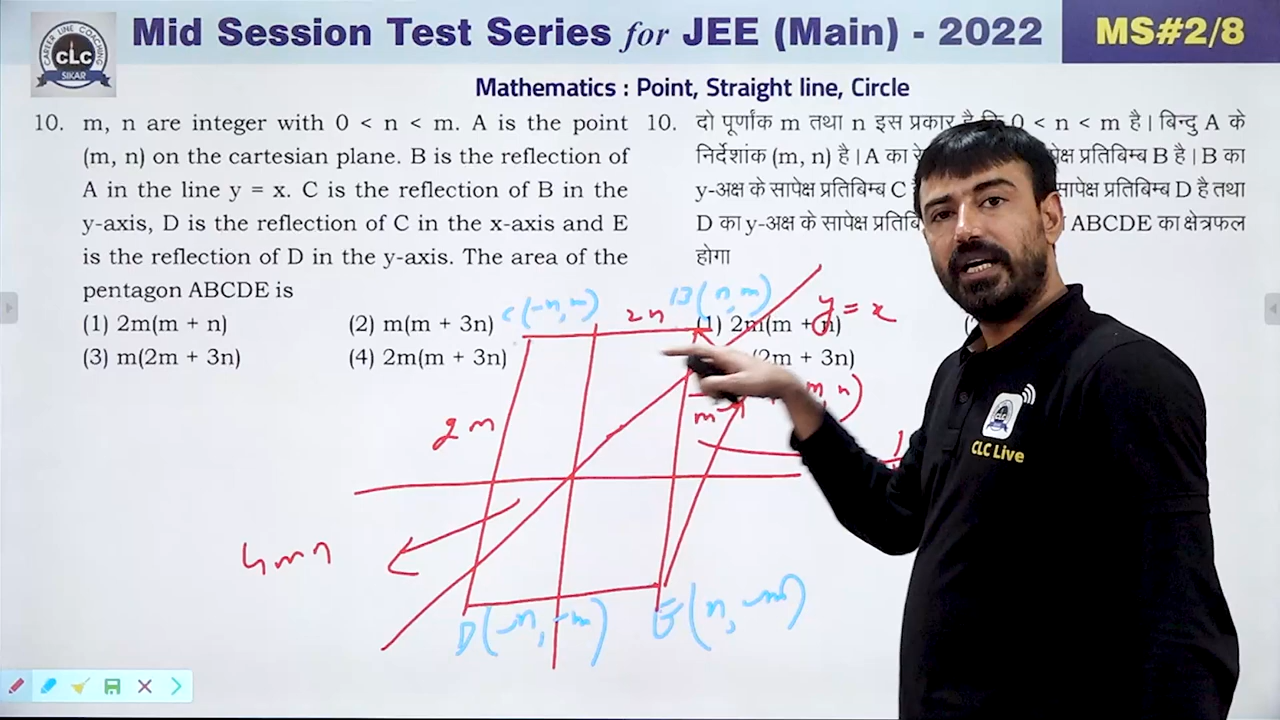 CAREER LINE COACHING
CLC
SIKAR
Mid Session Test Series for JEE (Main) - 2022
MS#2/8
Mathematics : Point, Straight line, Circle
10. m, n are integer with 0 < n < m. A is the point
(m, n) on the cartesian plane. B is the reflection of
A in the line y = x. C is the reflection of B in the
y-axis, D is the reflection of C in the x-axis and E
is the reflection of D in the y-axis. The area of the
pentagon ABCDE is
(1) 2m(m + n) (2) m(m + 3n)
(3) m(2m + 3n) (4) 2m(m + 3n)
10. दो पूर्णांक m तथा n इस प्रकार है 0 < n < m है। बिन्दु A के
निर्देशांक (m, n) है। A का प्रतिबिम्ब B है। B का
y-अक्ष के सापेक्ष प्रतिबिम्ब C प्रतिबिम्ब D है तथा
D का y-अक्ष के सापेक्ष ABCDE का क्षेत्रफल
होगा
(1) 2m(m + n)
(2m + 3n)
C(-n, m)
2n
B(n, m)
y = x
m, n)
2m
4mn
D(-n, -m)
E(n, -m)
CLC
CLC Live